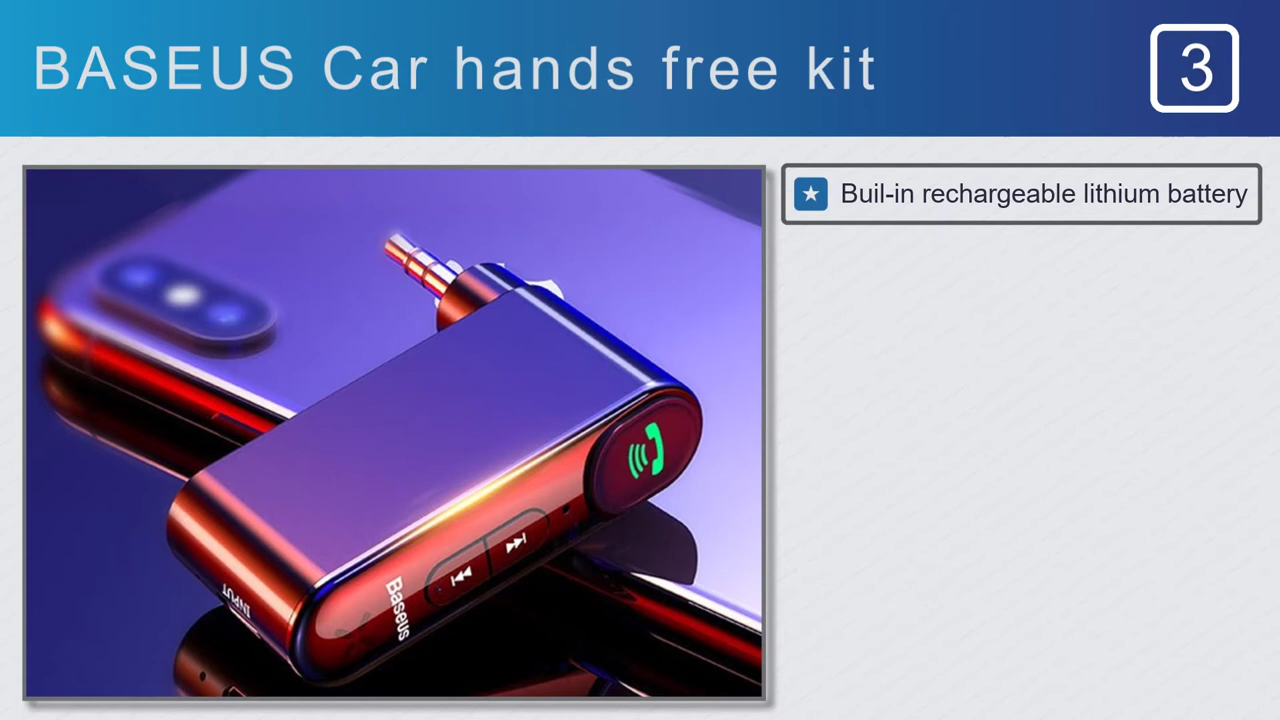 BASEUS Car hands free kit
3
Buil-in rechargeable lithium battery
INPUT
Baseus